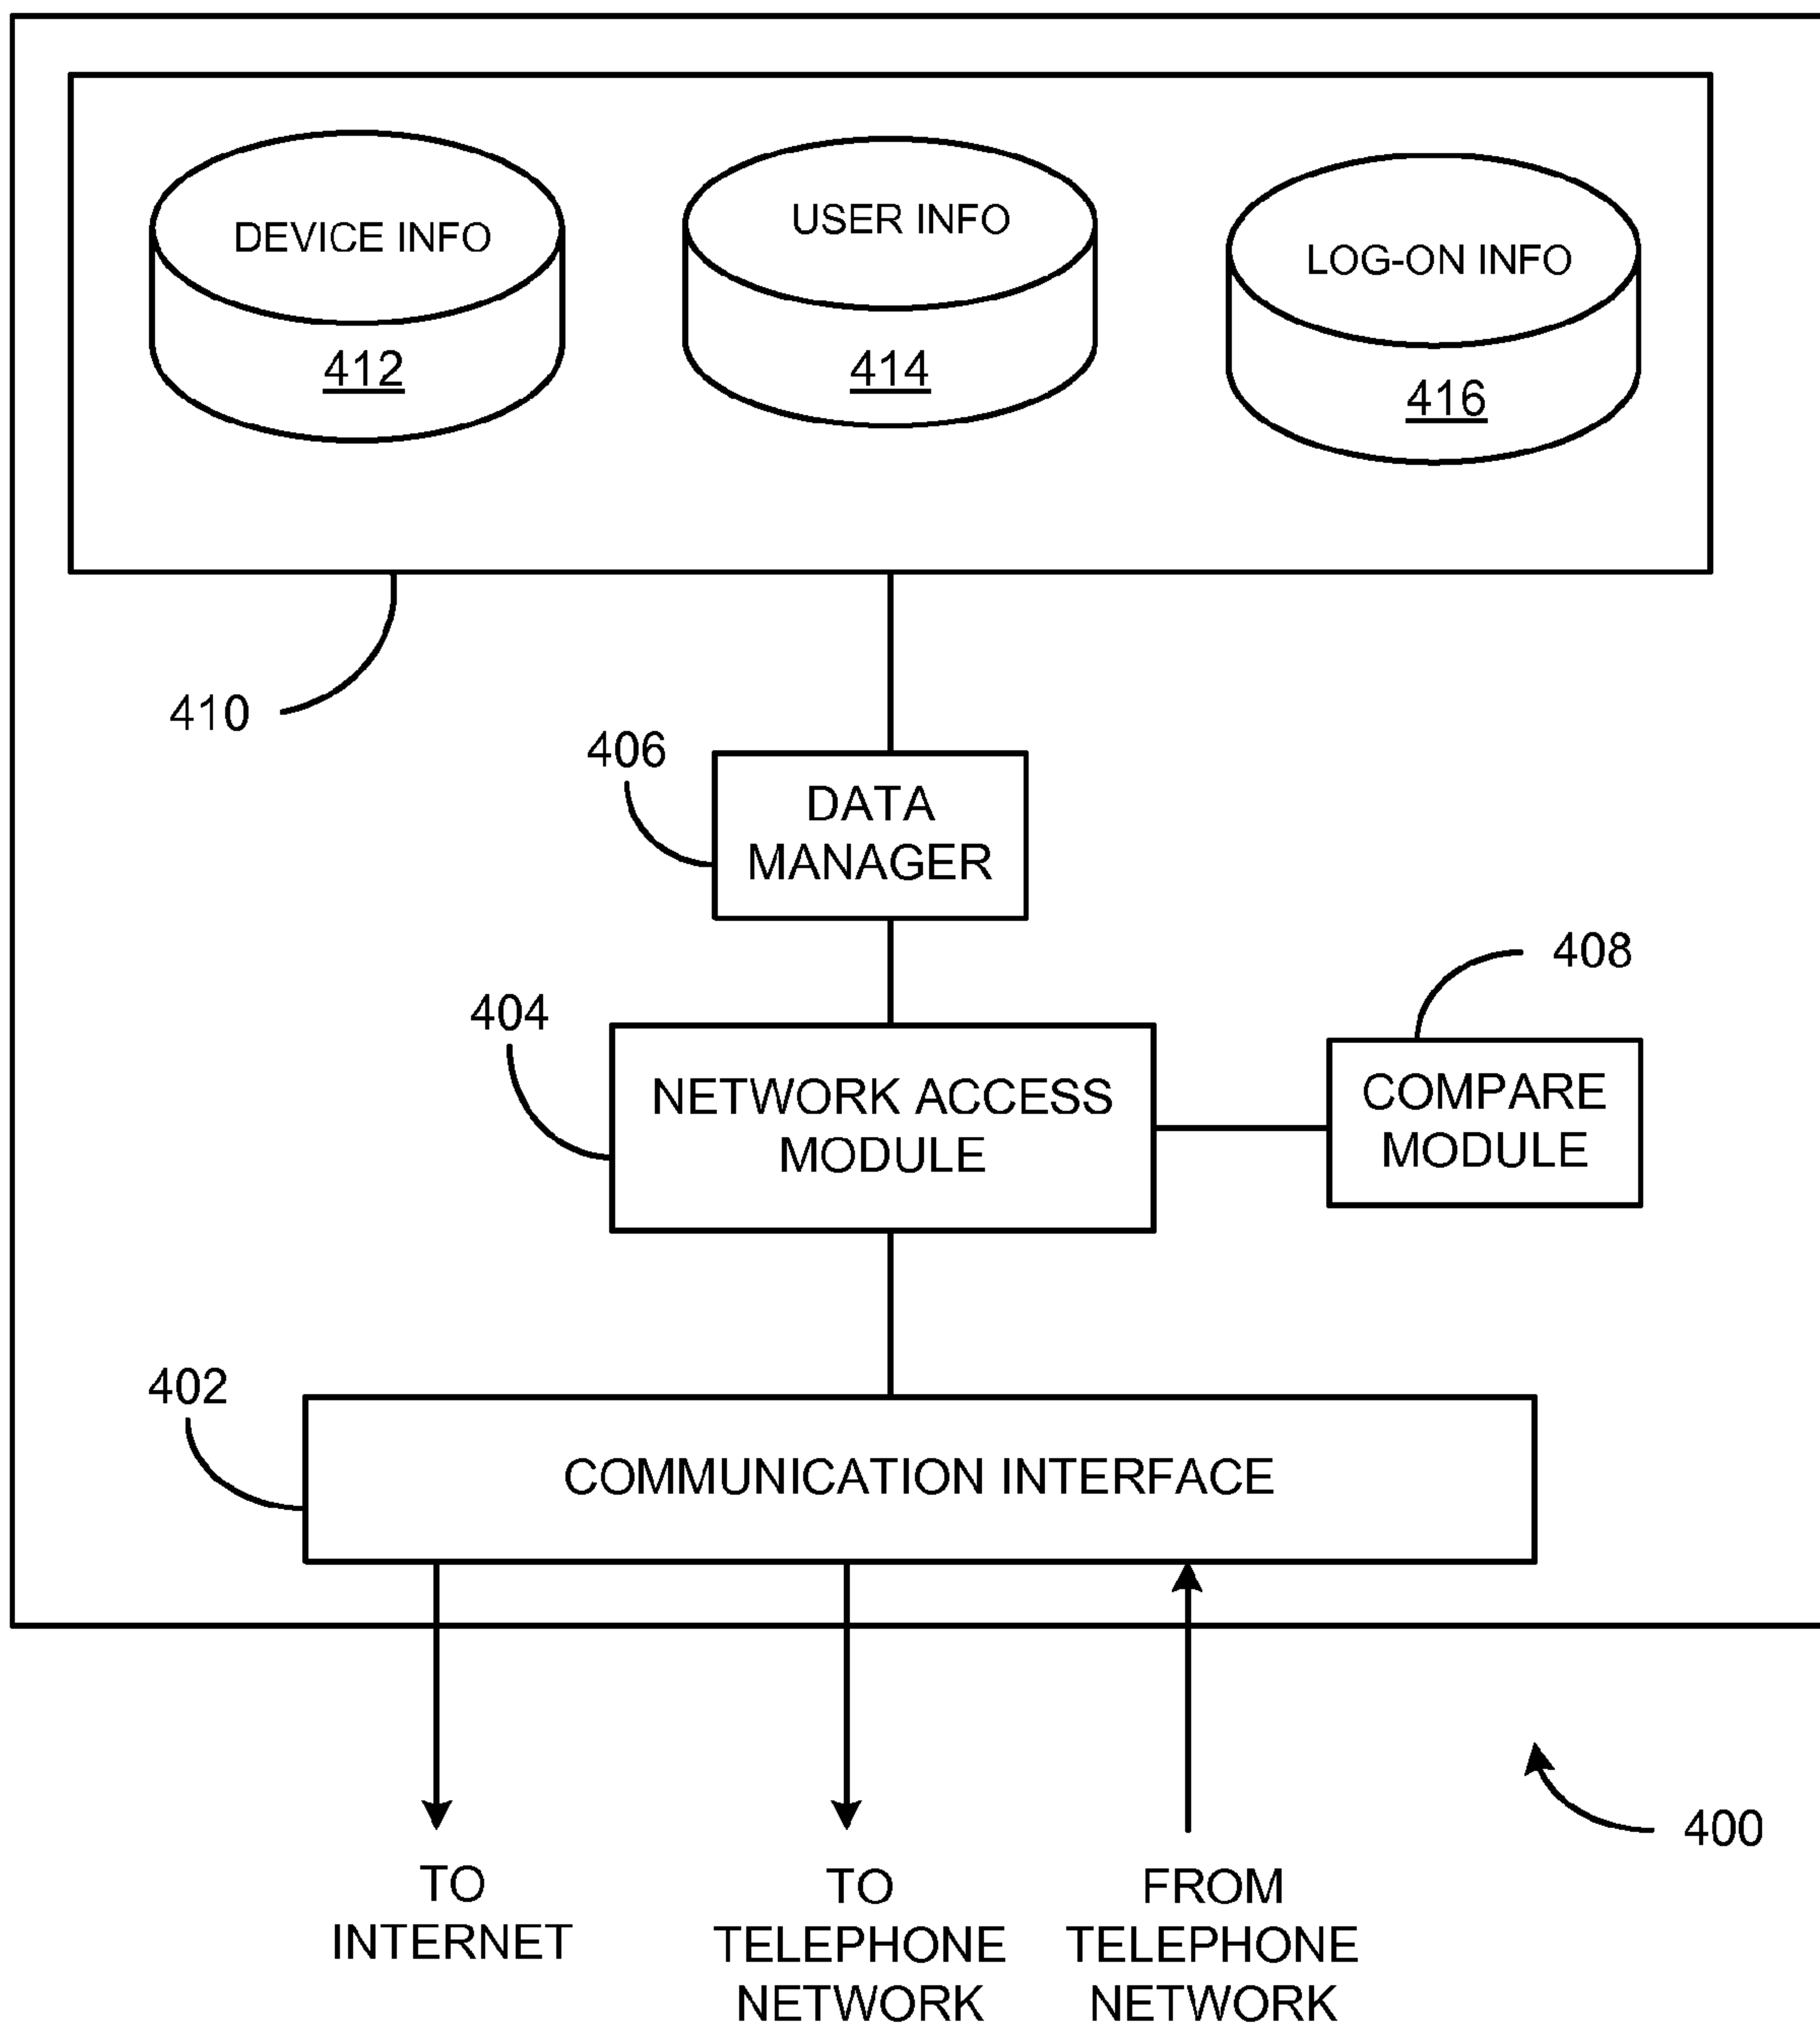 DEVICE INFO
412
USER INFO
414
LOG-ON INFO
416
410
406
DATA
MANAGER
408
404
NETWORK ACCESS
MODULE
COMPARE
MODULE
402
COMMUNICATION INTERFACE
400
TO
INTERNET
TO
TELEPHONE
NETWORK
FROM
TELEPHONE
NETWORK